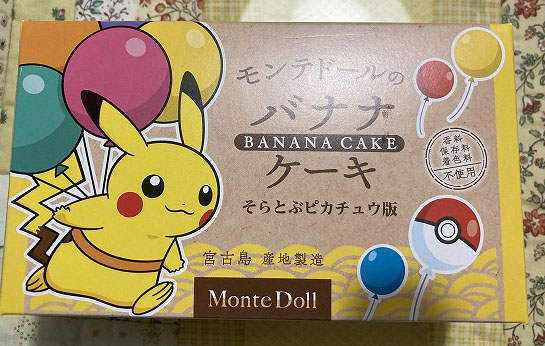 モンテドールの
バナナ
BANANA CAKE
ケーキ
そらとぶピカチュウ版
香料
保存料
着色料
不使用
宮古島 産地製造
Monte Doll